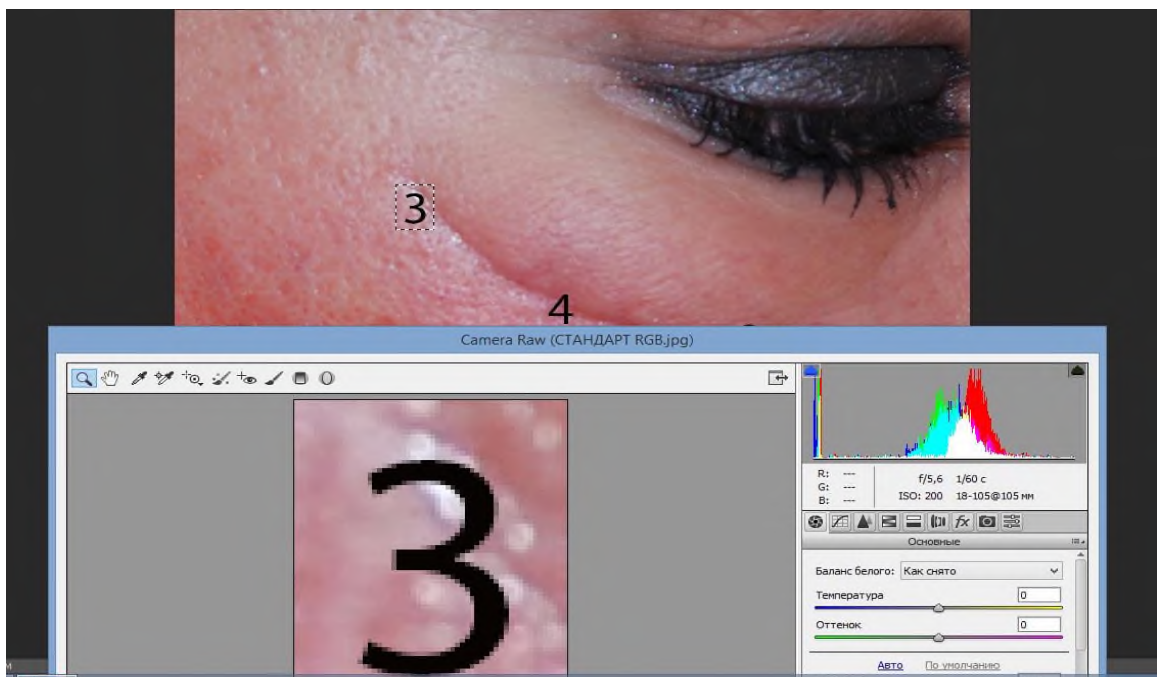 3
4
Camera Raw (СТАНДАРТ RGB.jpg)
3
R: ---
G: ---
B: ---
f/5,6 1/60 с
ISO: 200 18-105@105 мм
fx
Основные
Баланс белого: Как снято
Температура 0
Оттенок 0
Авто По умолчанию